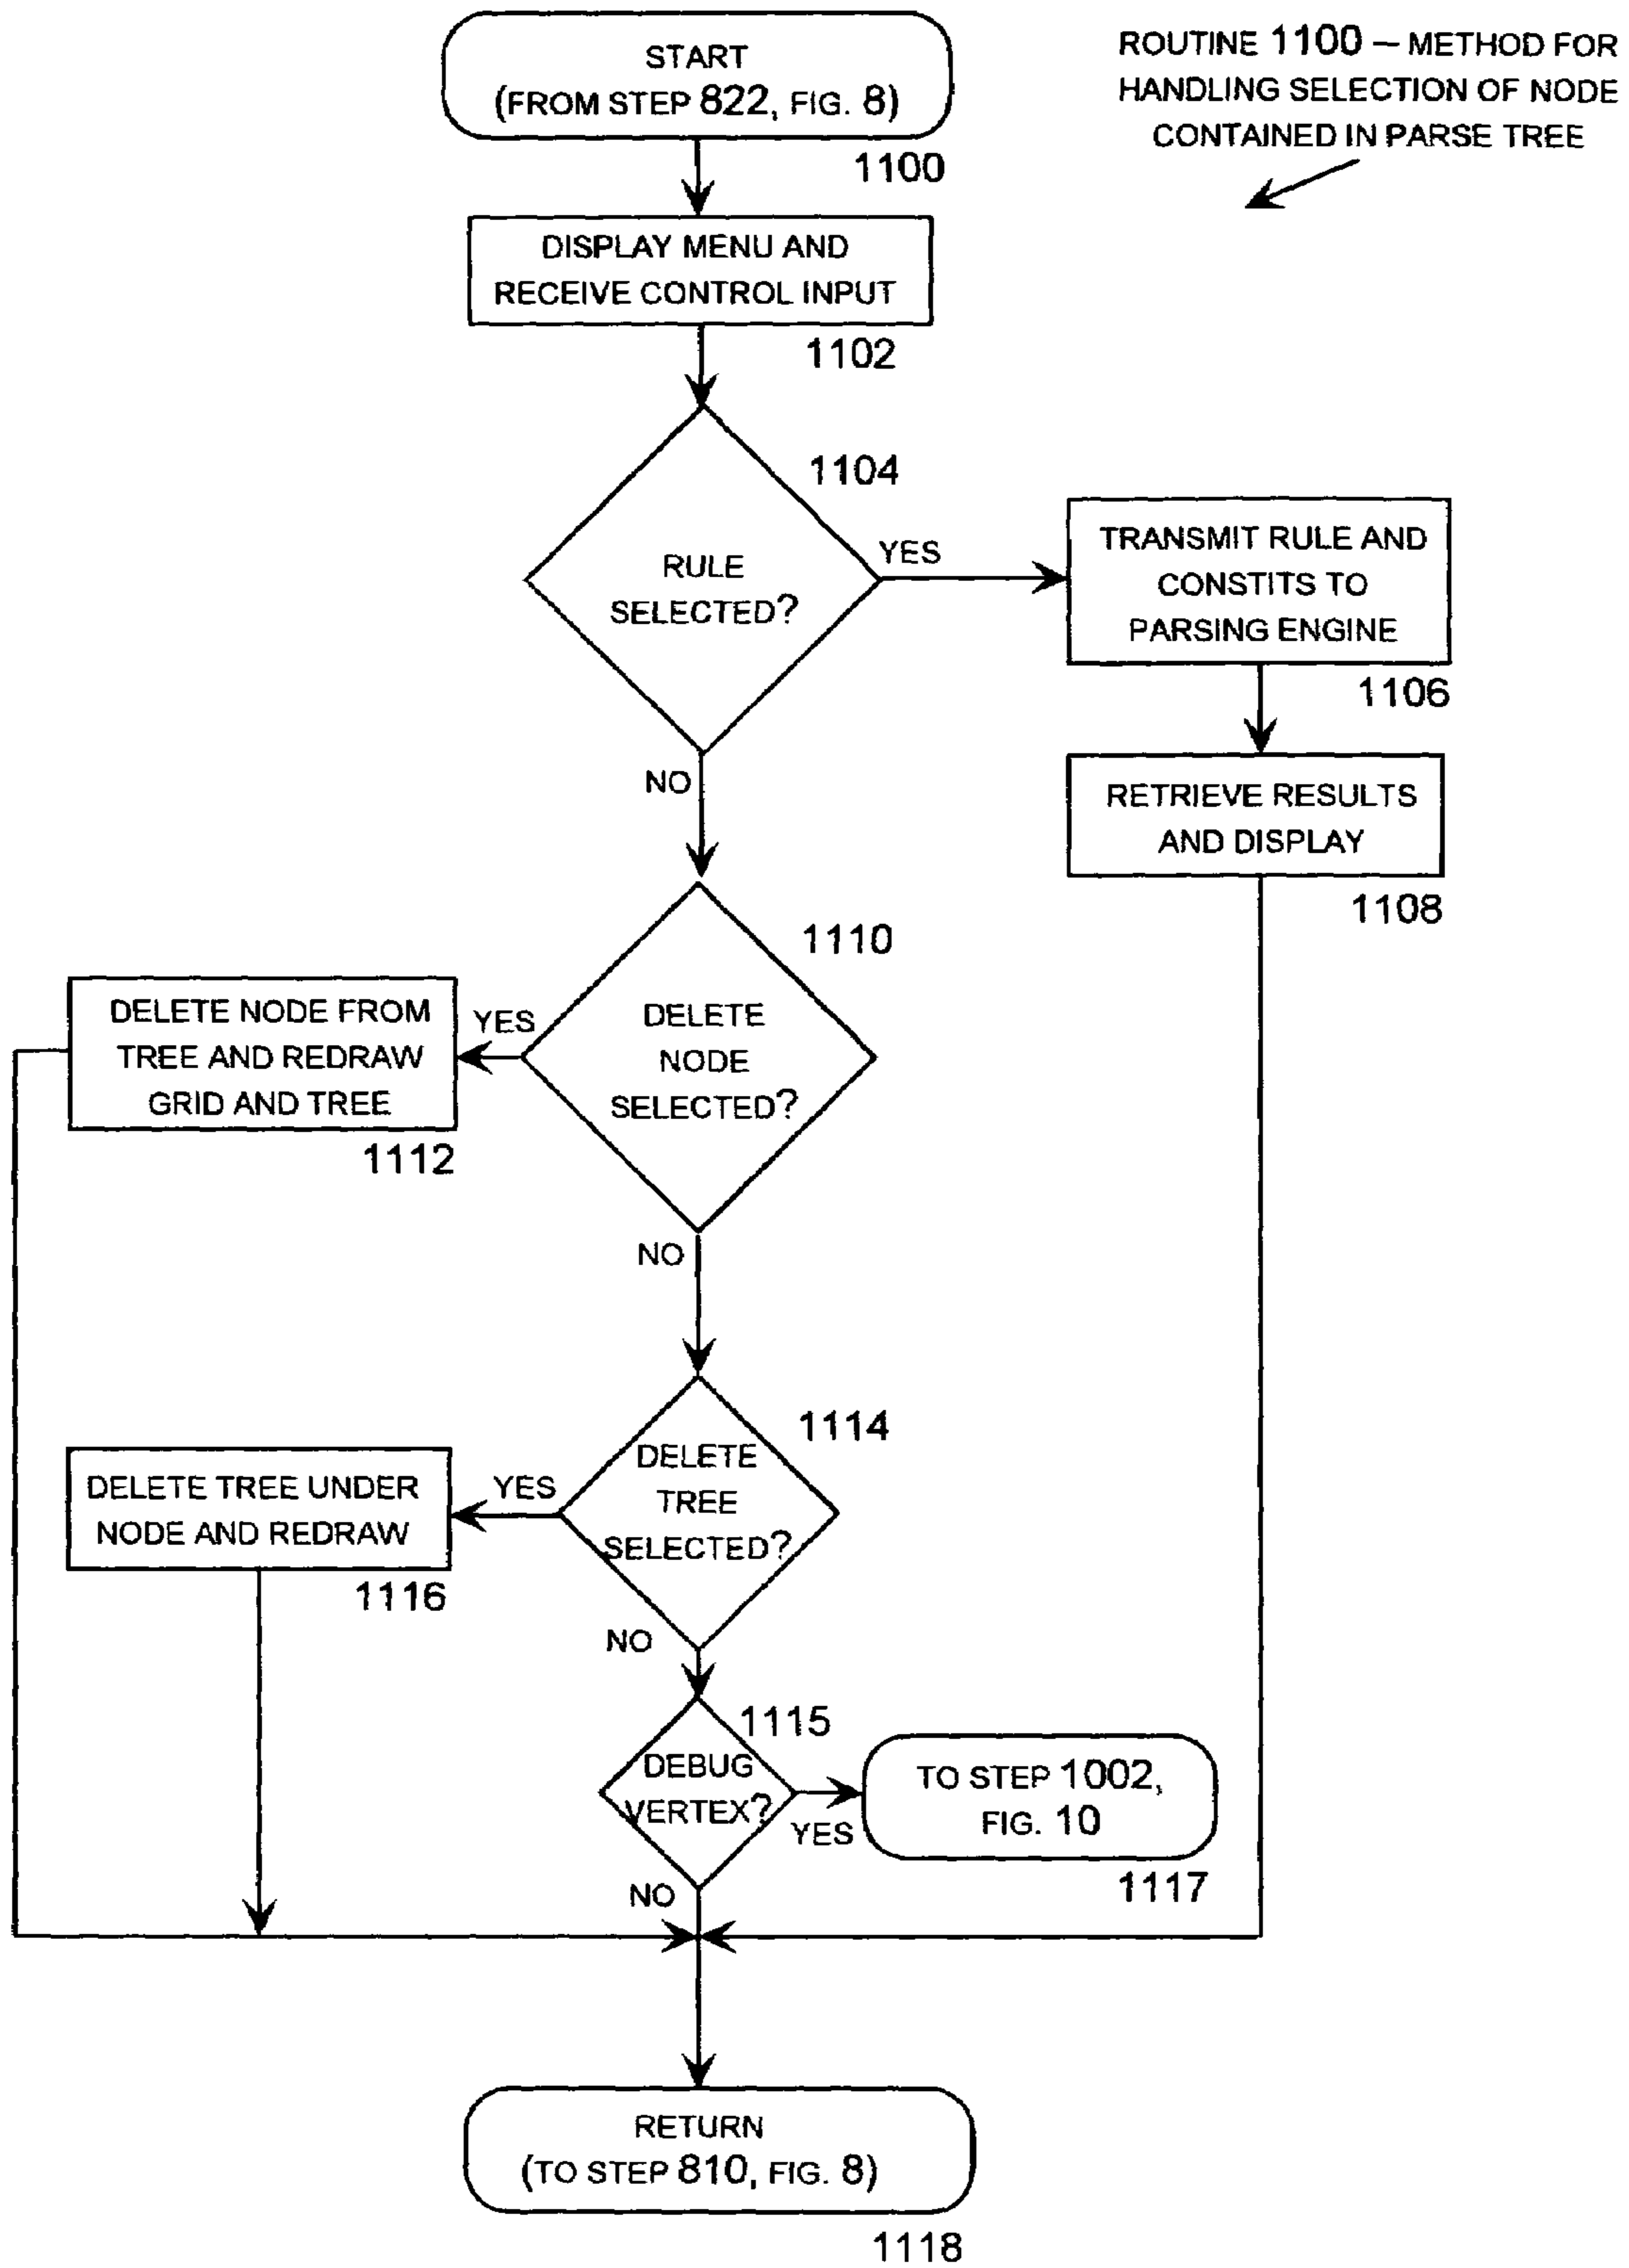 START
(FROM STEP 822, FIG. 8)
1100
ROUTINE 1100 – METHOD FOR
HANDLING SELECTION OF NODE
CONTAINED IN PARSE TREE
DISPLAY MENU AND
RECEIVE CONTROL INPUT
1102
1104
RULE
SELECTED?
YES
TRANSMIT RULE AND
CONSTITS TO
PARSING ENGINE
1106
NO
RETRIEVE RESULTS
AND DISPLAY
1108
1110
DELETE
NODE
SELECTED?
YES
DELETE NODE FROM
TREE AND REDRAW
GRID AND TREE
1112
NO
1114
DELETE
TREE
SELECTED?
YES
DELETE TREE UNDER
NODE AND REDRAW
1116
NO
1115
DEBUG
VERTEX?
YES
TO STEP 1002,
FIG. 10
1117
NO
RETURN
(TO STEP 810, FIG. 8)
1118